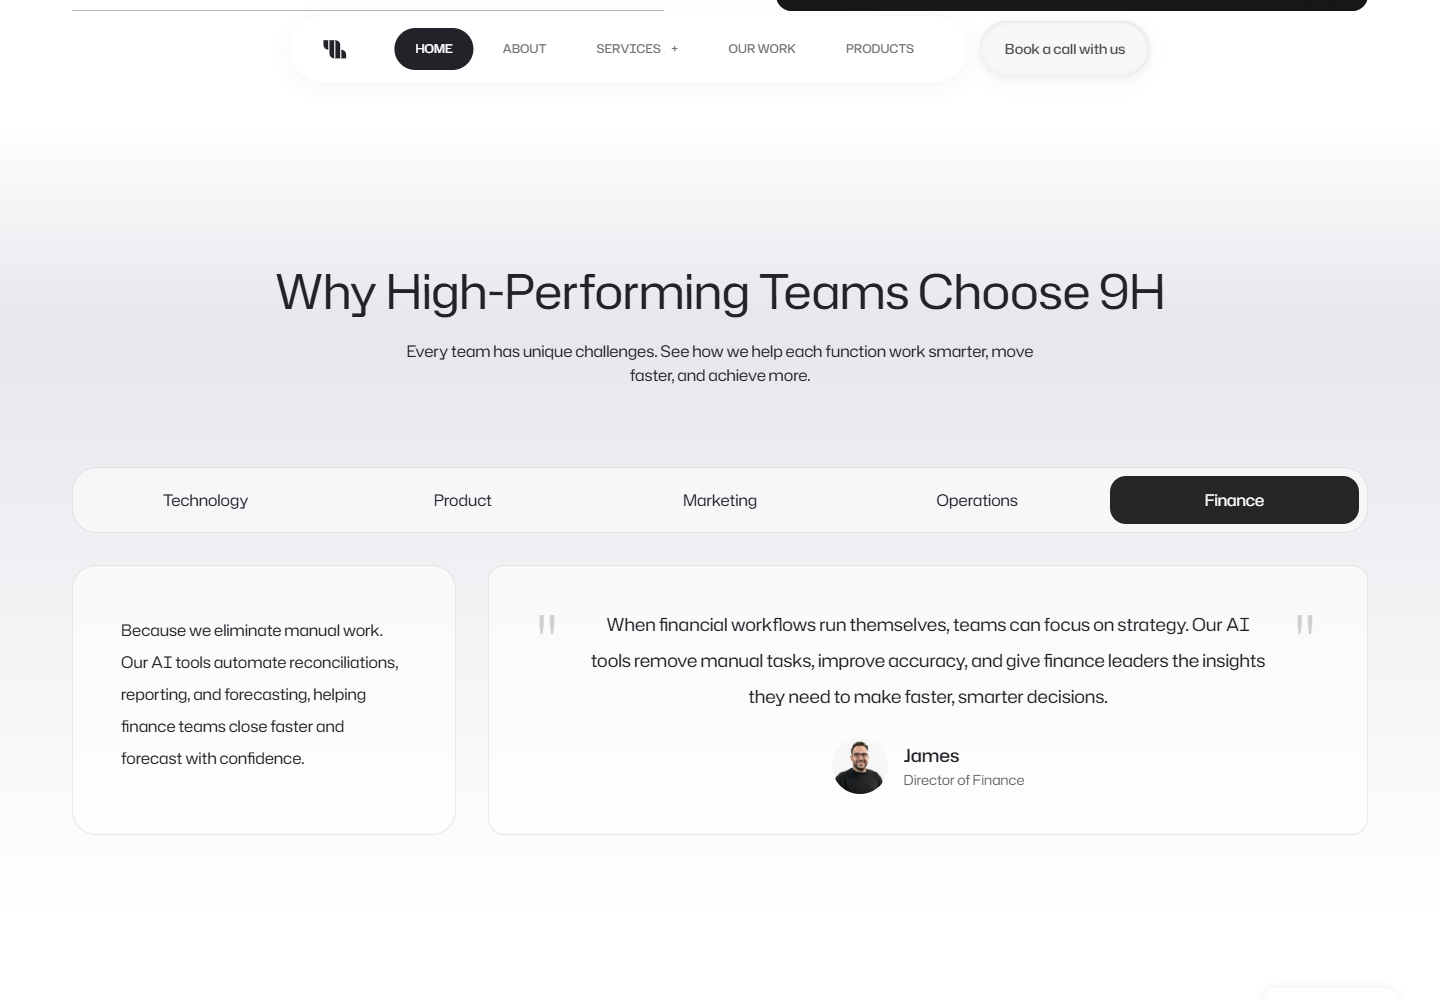 HOME
ABOUT
SERVICES +
OUR WORK
PRODUCTS
Book a call with us
Why High-Performing Teams Choose 9H
Every team has unique challenges. See how we help each function work smarter, move
faster, and achieve more.
Technology
Product
Marketing
Operations
Finance
Because we eliminate manual work.
Our AI tools automate reconciliations,
reporting, and forecasting, helping
finance teams close faster and
forecast with confidence.
" When financial workflows run themselves, teams can focus on strategy. Our AI "
tools remove manual tasks, improve accuracy, and give finance leaders the insights
they need to make faster, smarter decisions.
James
Director of Finance